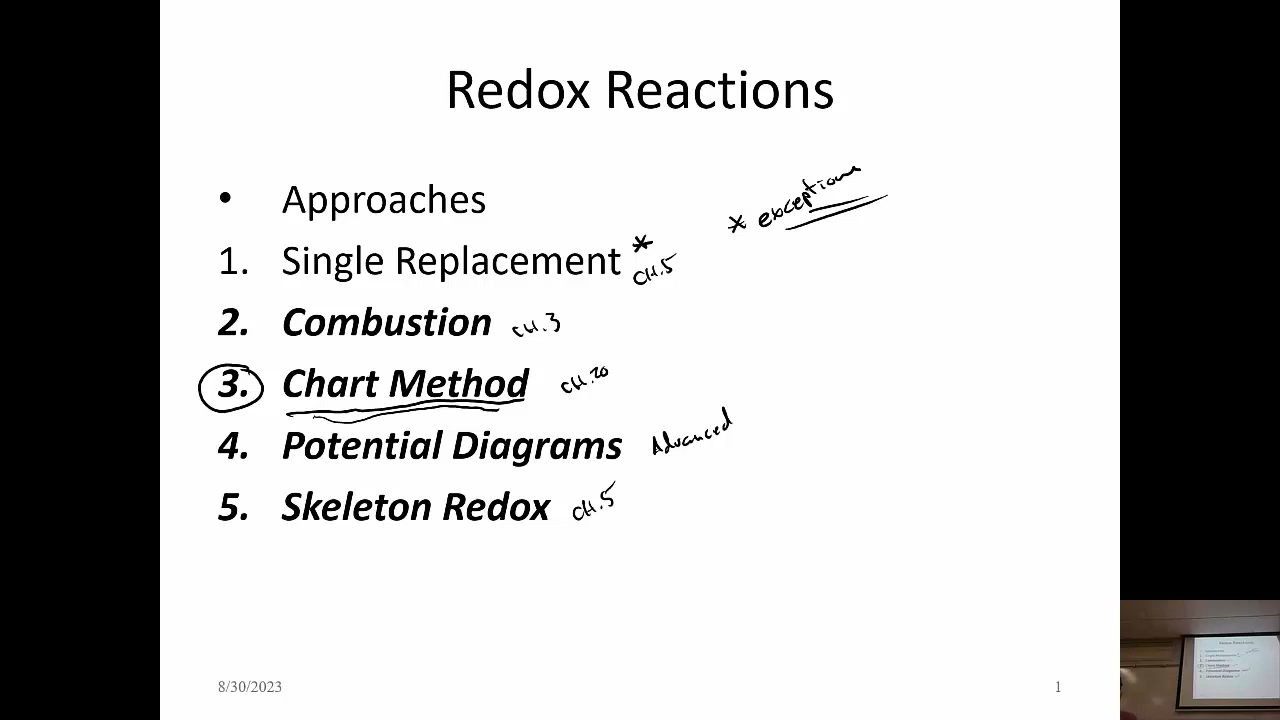 Redox Reactions
• Approaches
* exceptions
1. Single Replacement *
CH.5
2. Combustion CH.3
3. Chart Method CH.20
4. Potential Diagrams Advanced
5. Skeleton Redox CH.5
8/30/2023
1